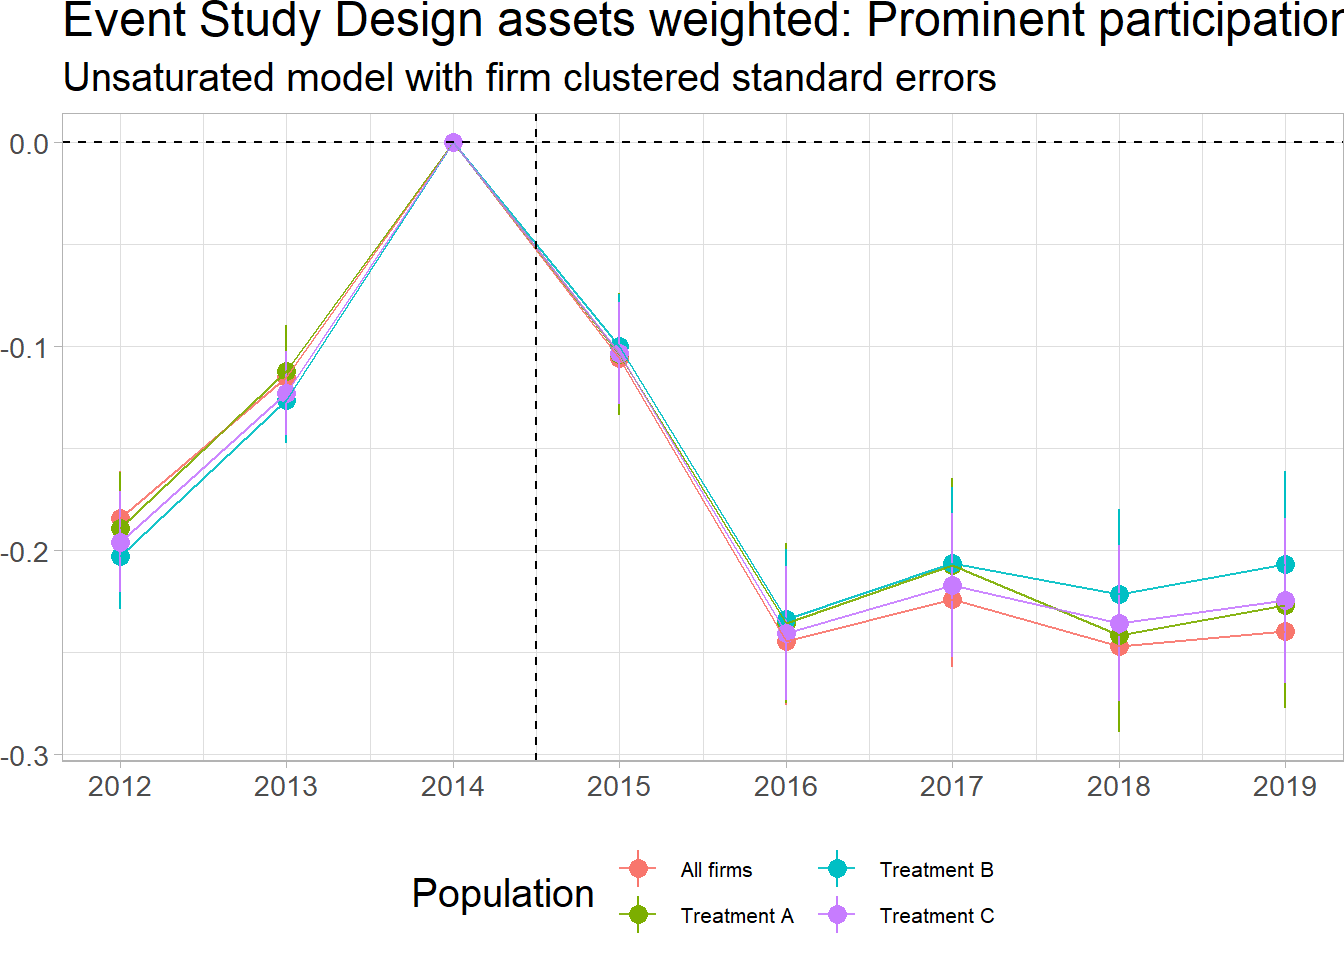 Event Study Design assets weighted: Prominent participation
Unsaturated model with firm clustered standard errors
0.0
-0.1
-0.2
-0.3
2012 2013 2014 2015 2016 2017 2018 2019
Population
All firms Treatment B
Treatment A Treatment C